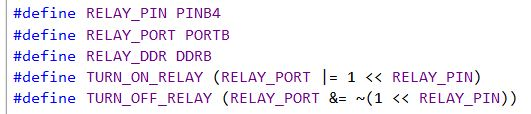 #define RELAY_PIN PINB4
#define RELAY_PORT PORTB
#define RELAY_DDR DDRB
#define TURN_ON_RELAY (RELAY_PORT |= 1 << RELAY_PIN)
#define TURN_OFF_RELAY (RELAY_PORT &= ~(1 << RELAY_PIN))